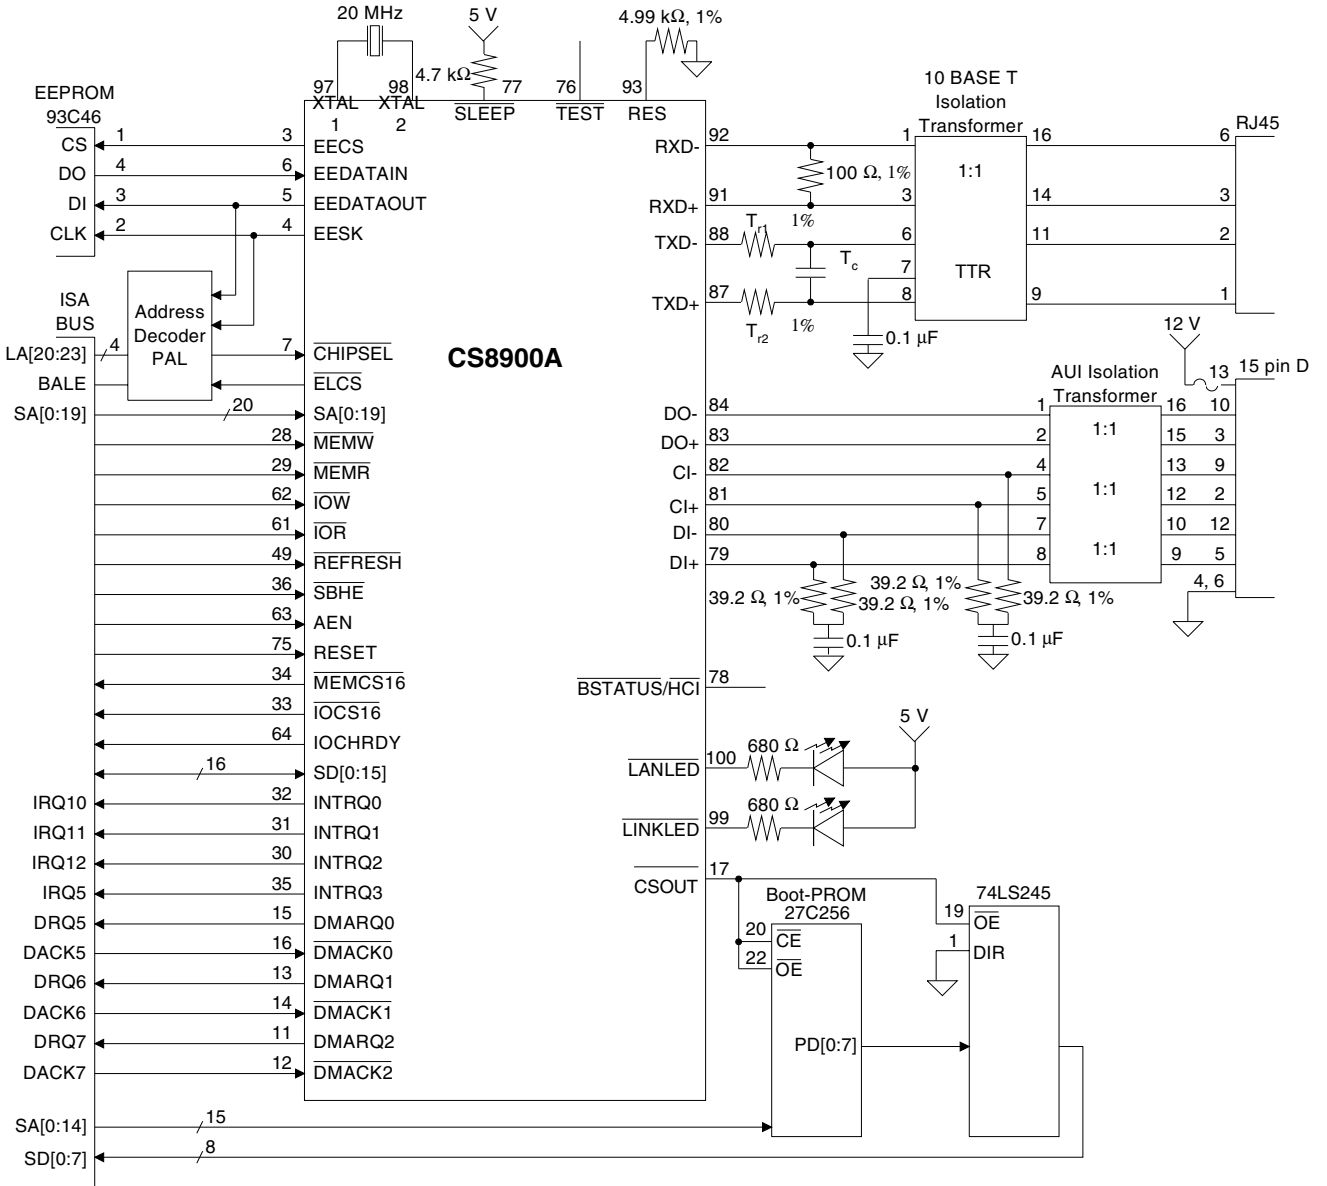 20 MHz
5 V
4.99 kΩ, 1%
4.7 kΩ
97
98
77
76
93
XTAL
1
XTAL
2
SLEEP
TEST
RES
EEPROM
93C46
CS 1 3 EECS
DO 4 6 EEDATAIN
DI 3 5 EEDATAOUT
CLK 2 4 EESK
ISA
BUS
Address
Decoder
PAL
LA[20:23] 4 7 CHIPSEL
BALE ELCS
SA[0:19] 20 SA[0:19]
28 MEMW
29 MEMR
62 IOW
61 IOR
49 REFRESH
36 SBHE
63 AEN
75 RESET
34 MEMCS16
33 IOCS16
64 IOCHRDY
16 SD[0:15]
IRQ10 32 INTRQ0
IRQ11 31 INTRQ1
IRQ12 30 INTRQ2
IRQ5 35 INTRQ3
DRQ5 15 DMARQ0
DACK5 16 DMACK0
DRQ6 13 DMARQ1
DACK6 14 DMACK1
DRQ7 11 DMARQ2
DACK7 12 DMACK2
SA[0:14] 15
SD[0:7] 8
CS8900A
10 BASE T
Isolation
Transformer
RJ45
RXD- 92 1 16 6
100 Ω, 1%
1:1
RXD+ 91 3 14 3
Tr1 1%
TXD- 88 6 11 2
Tc
7
TTR
TXD+ 87 8 9 1
Tr2 1%
0.1 µF
12 V
13 15 pin D
AUI Isolation
Transformer
DO- 84 1 16 10
1:1
DO+ 83 2 15 3
CI- 82 4 13 9
1:1
CI+ 81 5 12 2
DI- 80 7 10 12
1:1
DI+ 79 8 9 5
4, 6
39.2 Ω, 1%
39.2 Ω, 1%
39.2 Ω, 1%
39.2 Ω, 1%
0.1 µF
0.1 µF
BSTATUS/HCI 78
5 V
LANLED 100 680 Ω
LINKLED 99 680 Ω
CSOUT 17
Boot-PROM
27C256
20 CE
22 OE
PD[0:7]
74LS245
19 OE
1 DIR